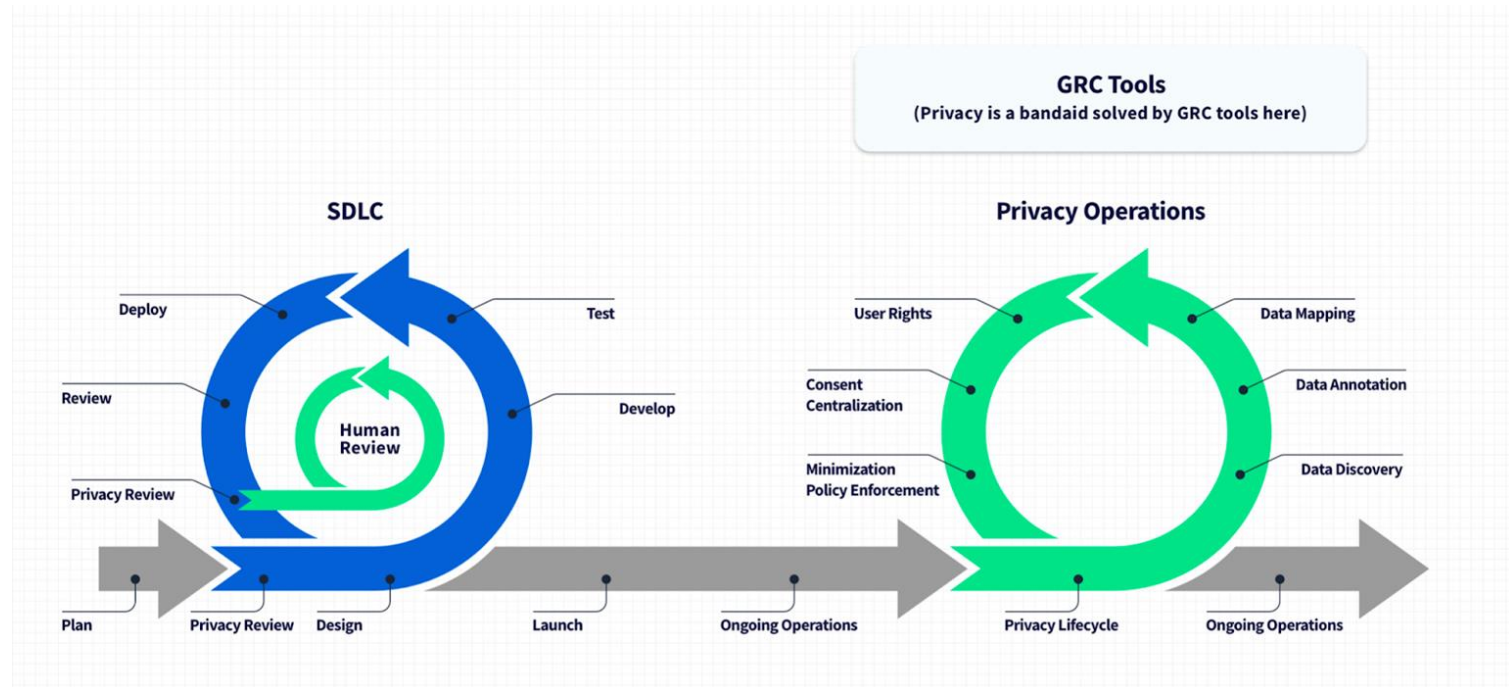 GRC Tools
(Privacy is a bandaid solved by GRC tools here)
SDLC
Privacy Operations
Deploy
Test
Review
Develop
Human
Review
Privacy Review
Plan
Privacy Review
Design
Launch
Ongoing Operations
User Rights
Data Mapping
Consent
Centralization
Data Annotation
Minimization
Policy Enforcement
Data Discovery
Privacy Lifecycle
Ongoing Operations